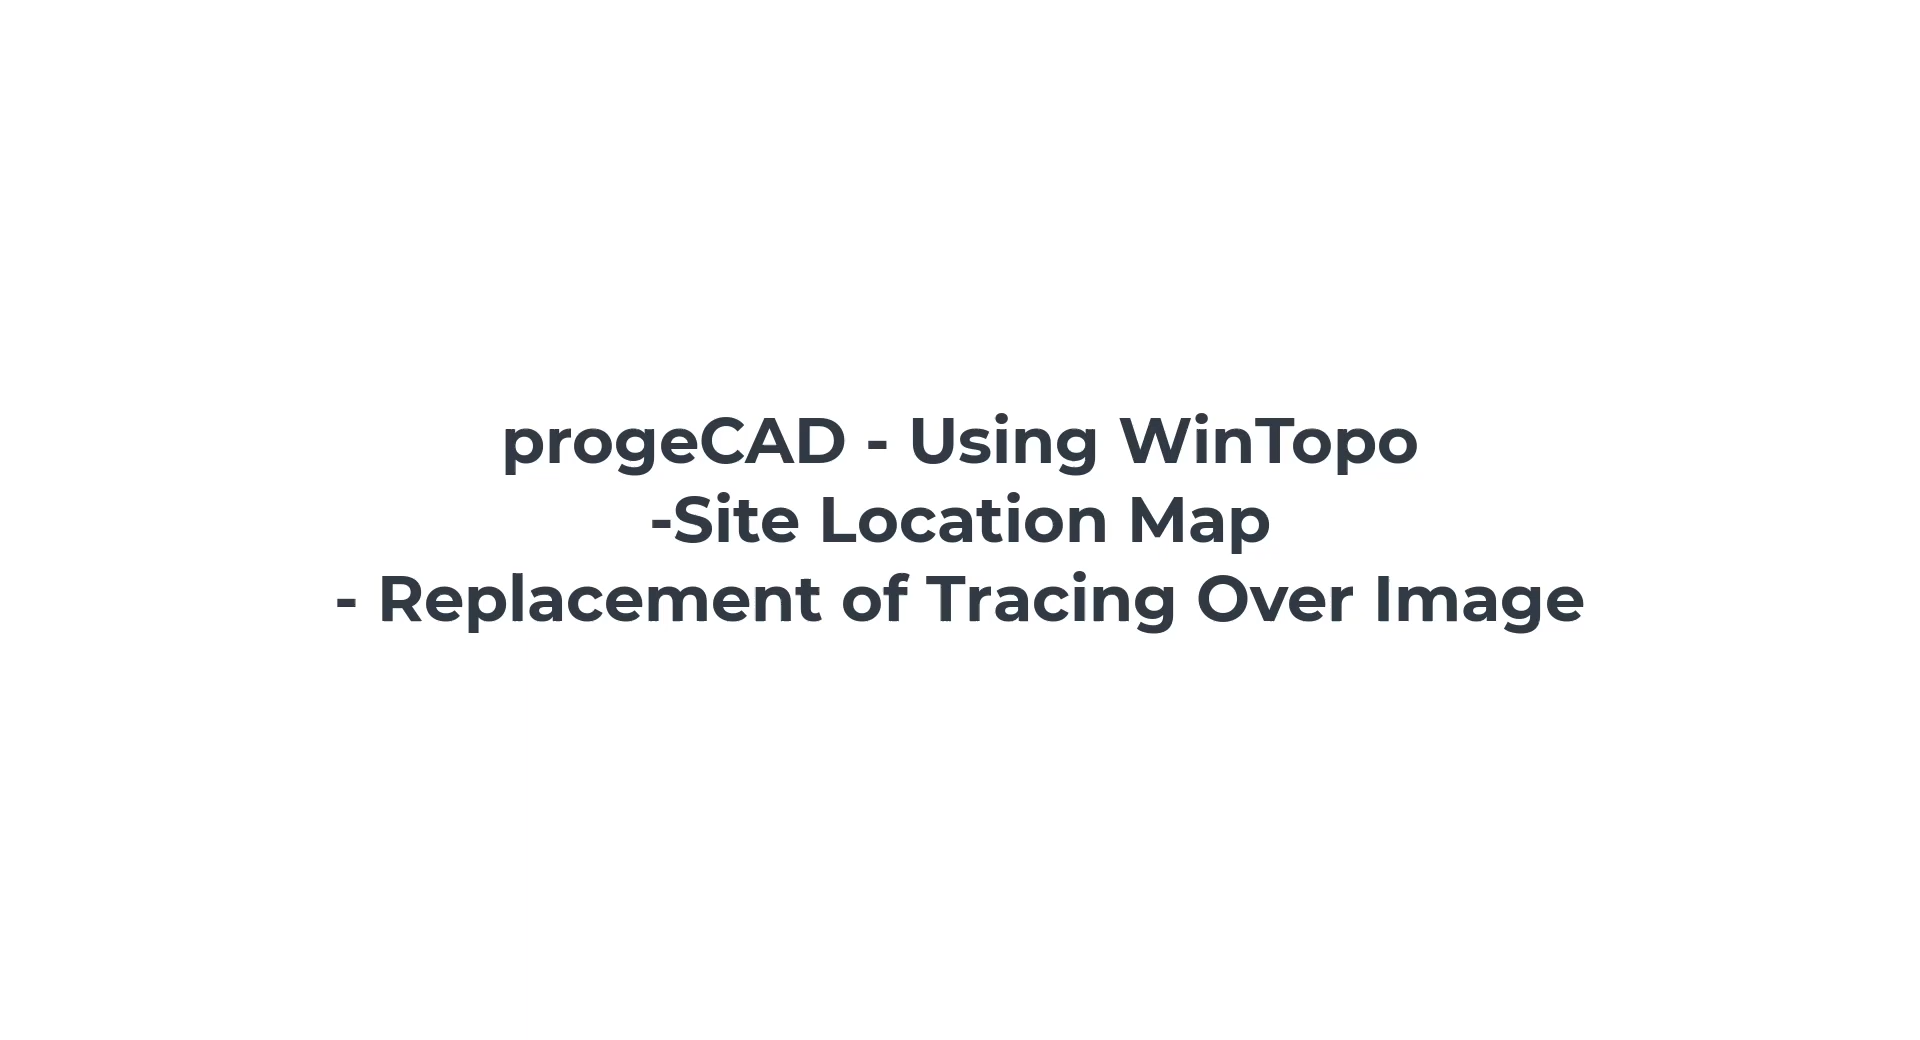 progeCAD - Using WinTopo
-Site Location Map
- Replacement of Tracing Over Image